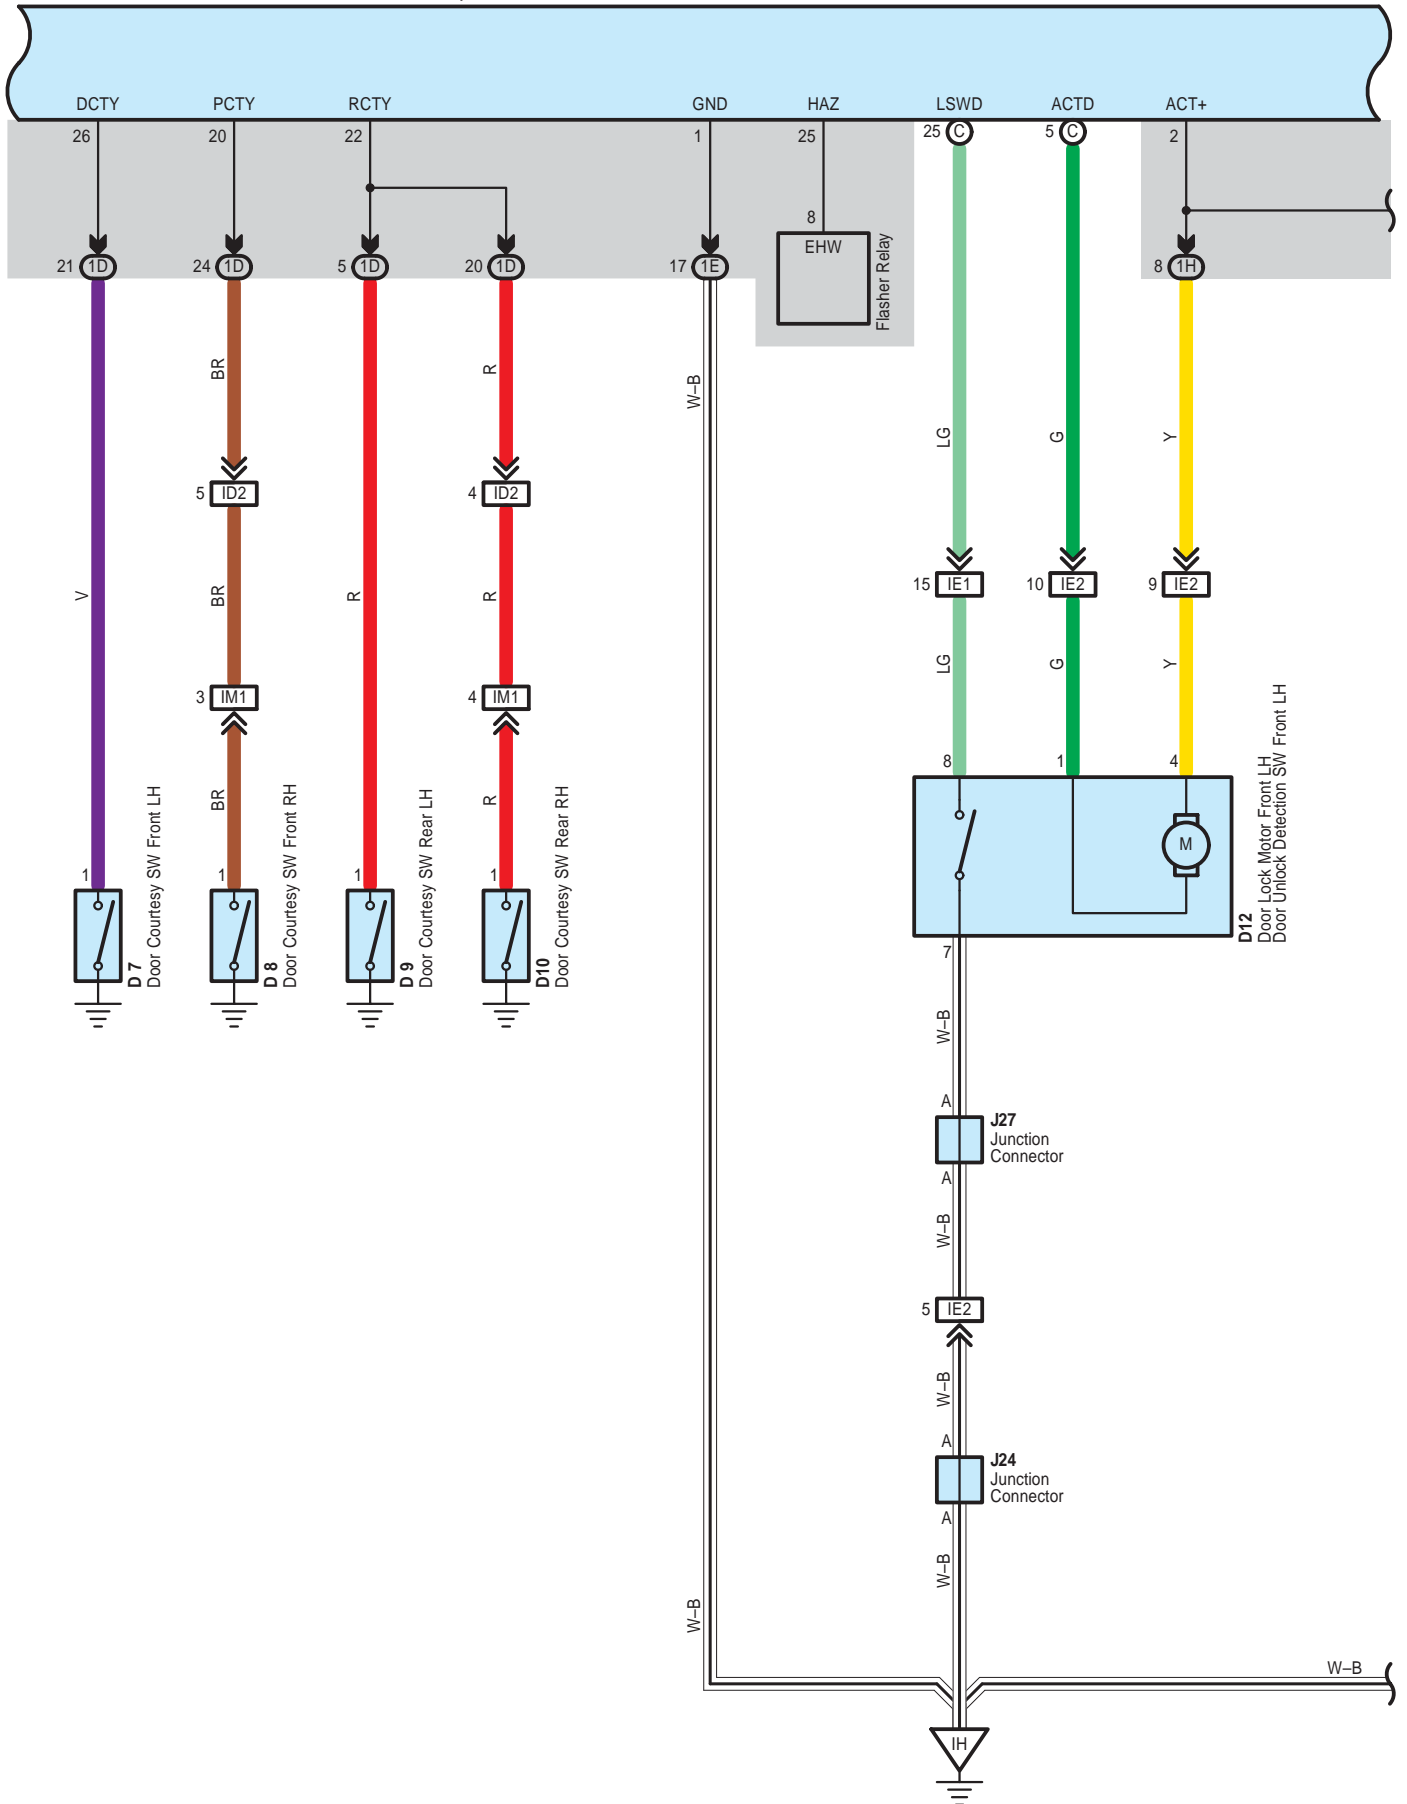 DCTY PCTY RCTY GND HAZ LSWD ACTD ACT+
26 20 22 1 25 25 C 5 C 2
8
EHW
Flasher Relay
21 1D 24 1D 5 1D 20 1D 17 1E 8 1H
BR R W–B
LG G Y
5 ID2 4 ID2
15 IE1 10 IE2 9 IE2
V BR R R
LG G Y
3 IM1 4 IM1
8 1 4
BR R
M
1 1 1 1
D 7
Door Courtesy SW Front LH
D 8
Door Courtesy SW Front RH
D 9
Door Courtesy SW Rear LH
D10
Door Courtesy SW Rear RH
D12
Door Lock Motor Front LH
Door Unlock Detection SW Front LH
7
W–B
A
J27
Junction
Connector
A
W–B
5 IE2
W–B
A
J24
Junction
Connector
A
W–B
W–B
W–B
IH